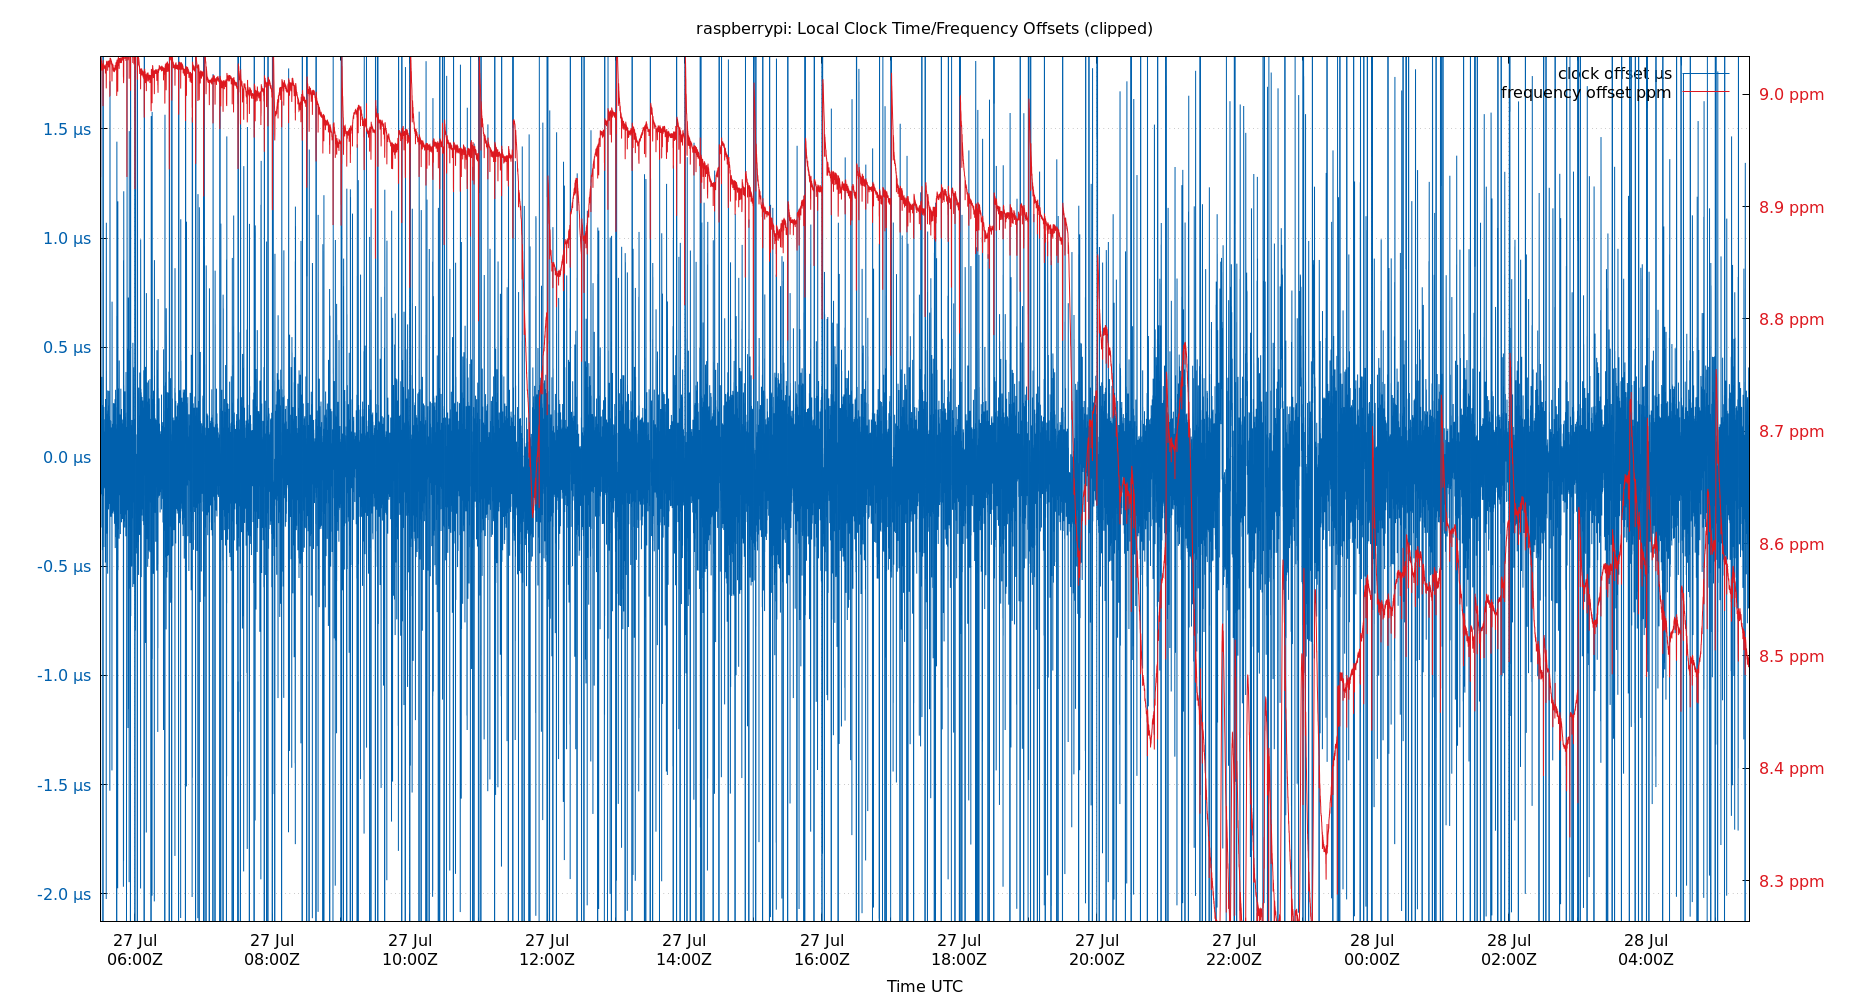 raspberrypi: Local Clock Time/Frequency Offsets (clipped)
clock offset µs
frequency offset ppm
1.5 µs
1.0 µs
0.5 µs
0.0 µs
-0.5 µs
-1.0 µs
-1.5 µs
-2.0 µs
9.0 ppm
8.9 ppm
8.8 ppm
8.7 ppm
8.6 ppm
8.5 ppm
8.4 ppm
8.3 ppm
27 Jul 27 Jul 27 Jul 27 Jul 27 Jul 27 Jul 27 Jul 27 Jul 27 Jul 28 Jul 28 Jul 28 Jul
06:00Z 08:00Z 10:00Z 12:00Z 14:00Z 16:00Z 18:00Z 20:00Z 22:00Z 00:00Z 02:00Z 04:00Z
Time UTC